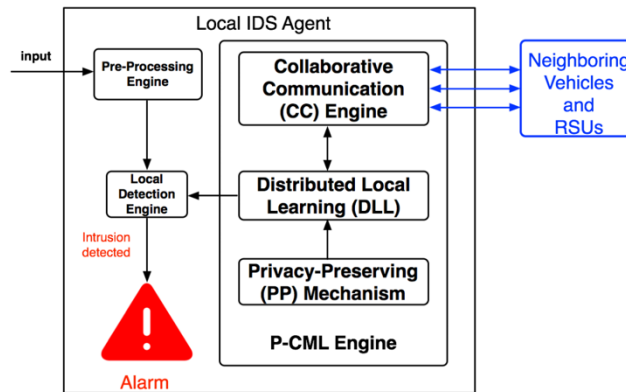 Local IDS Agent
input
Pre-Processing
Engine
Collaborative
Communication
(CC) Engine
Neighboring
Vehicles
and
RSUs
Local
Detection
Engine
Distributed Local
Learning (DLL)
Intrusion
detected
Privacy-Preserving
(PP) Mechanism
P-CML Engine
Alarm